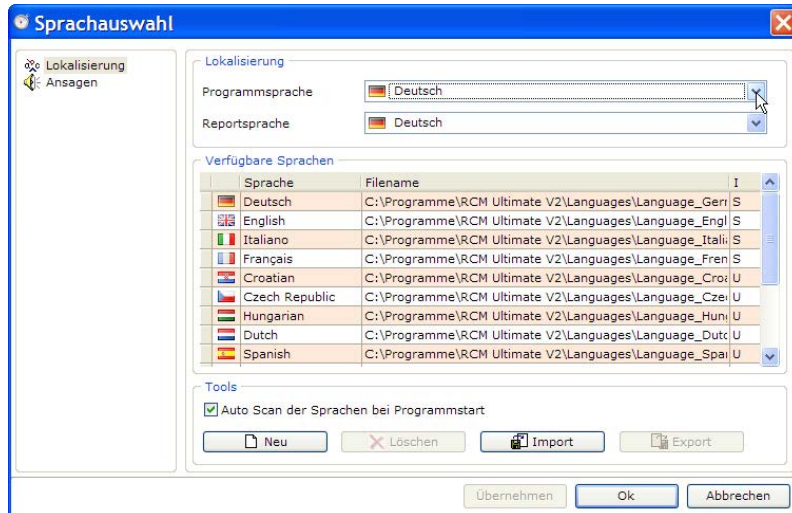 Sprachauswahl
Lokalisierung
Ansagen
Lokalisierung
Programmsprache Deutsch
Reportsprache Deutsch
Verfügbare Sprachen
Sprache Filename I
Deutsch C:\Programme\RCM Ultimate V2\Languages\Language_Gerr S
English C:\Programme\RCM Ultimate V2\Languages\Language_Engl S
Italiano C:\Programme\RCM Ultimate V2\Languages\Language_Itali S
Français C:\Programme\RCM Ultimate V2\Languages\Language_Fren S
Croatian C:\Programme\RCM Ultimate V2\Languages\Language_Croa U
Czech Republic C:\Programme\RCM Ultimate V2\Languages\Language_Czec U
Hungarian C:\Programme\RCM Ultimate V2\Languages\Language_Hung U
Dutch C:\Programme\RCM Ultimate V2\Languages\Language_Dutc U
Spanish C:\Programme\RCM Ultimate V2\Languages\Language_Spai U
Tools
Auto Scan der Sprachen bei Programmstart
Neu Löschen Import Export
Übernehmen Ok Abbrechen